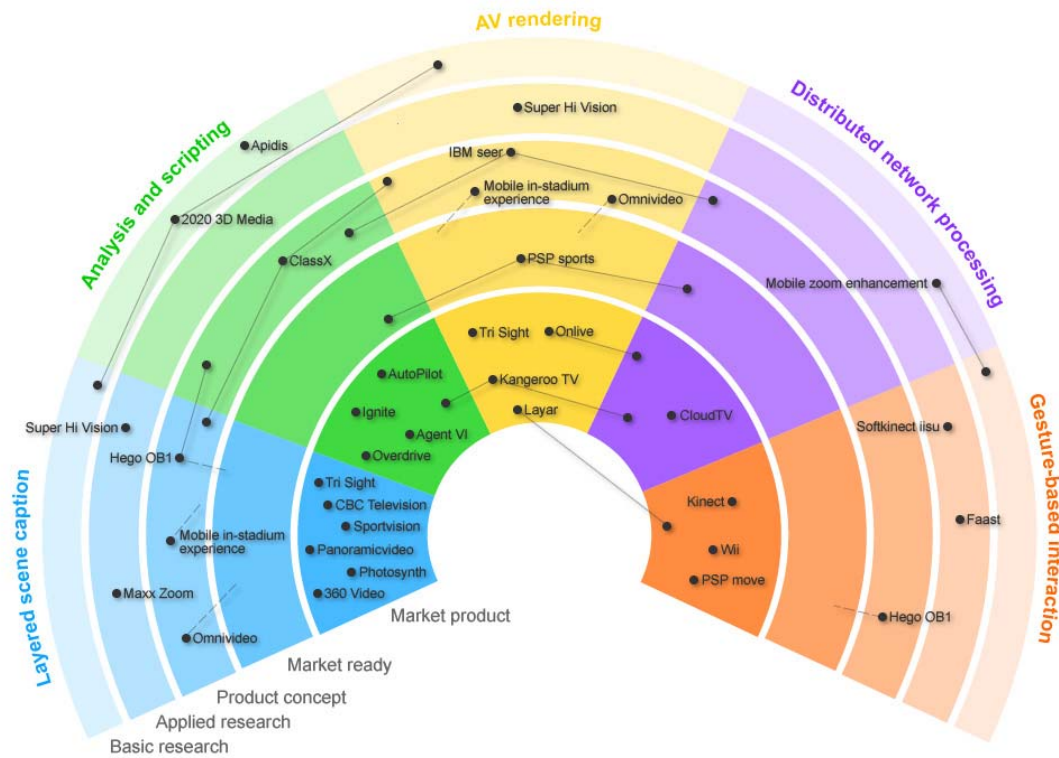 AV rendering
Analysis and scripting
Distributed network processing
Layered scene caption
Gesture-based interaction
Super Hi Vision
Apidis
IBM seer
Mobile in-stadium
experience
Omnivideo
2020 3D Media
ClassX
PSP sports
Mobile zoom enhancement
Tri Sight
Onlive
AutoPilot
Kangeroo TV
Ignite
Layar
CloudTV
Super Hi Vision
Agent VI
Softkinect iisu
Hego OB1
Overdrive
Tri Sight
CBC Television
Kinect
Sportvision
Faast
Mobile in-stadium
experience
Panoramicvideo
Wii
Photosynth
PSP move
Maxx Zoom
360 Video
Hego OB1
Omnivideo
Market product
Market ready
Product concept
Applied research
Basic research